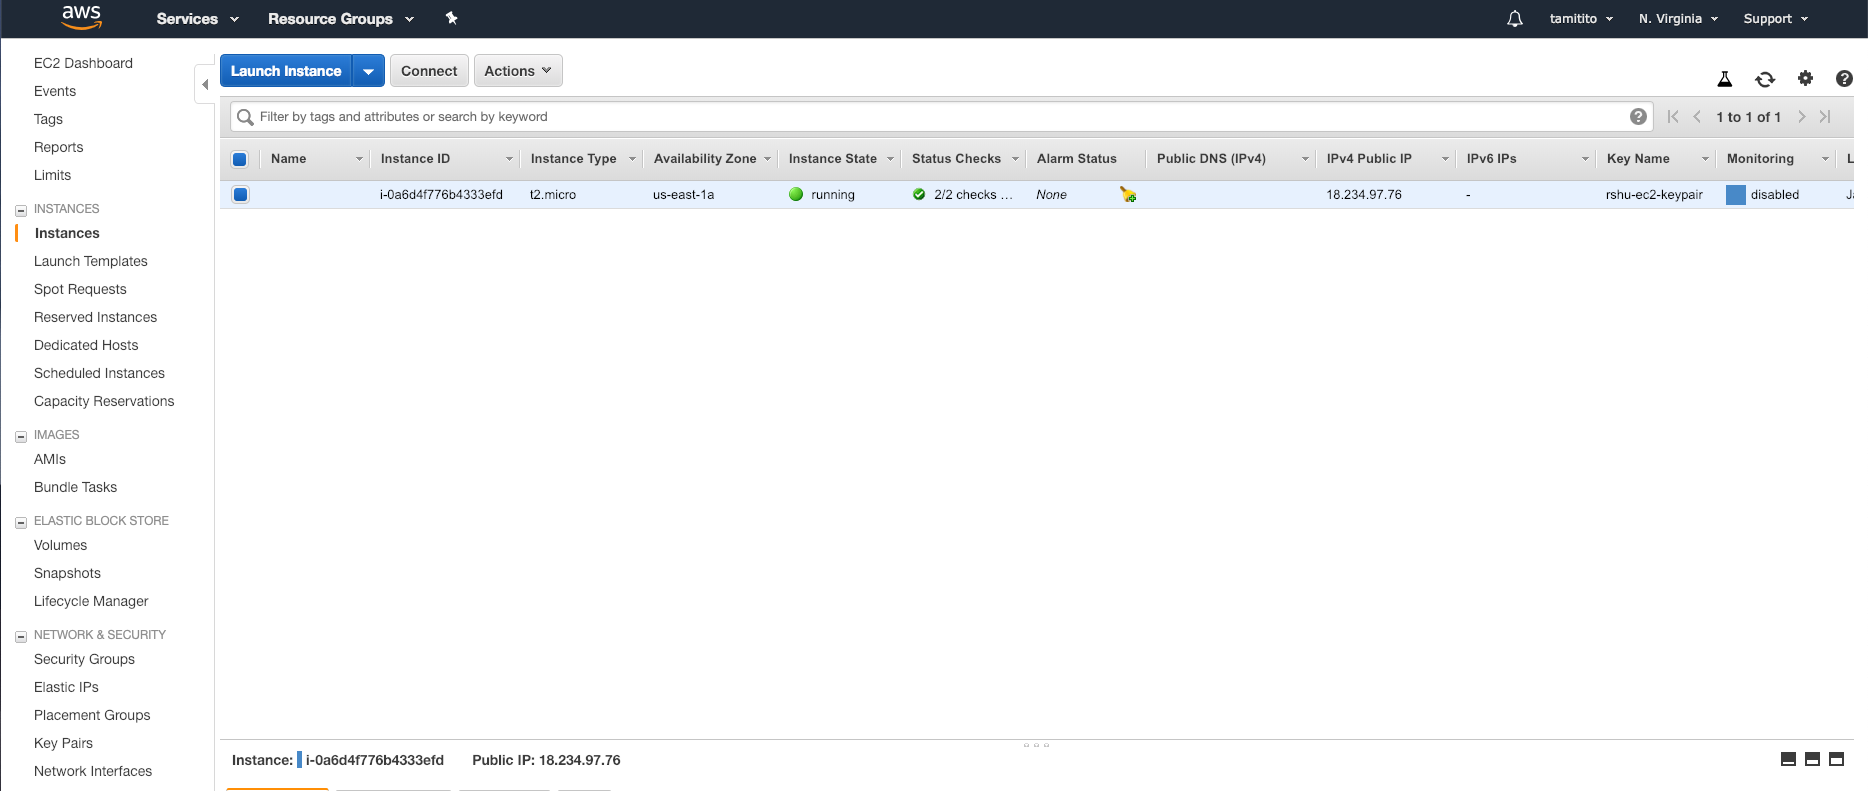 aws Services Resource Groups tamitito N. Virginia Support
EC2 Dashboard
Events
Tags
Reports
Limits
INSTANCES
Instances
Launch Templates
Spot Requests
Reserved Instances
Dedicated Hosts
Scheduled Instances
Capacity Reservations
IMAGES
AMIs
Bundle Tasks
ELASTIC BLOCK STORE
Volumes
Snapshots
Lifecycle Manager
NETWORK & SECURITY
Security Groups
Elastic IPs
Placement Groups
Key Pairs
Network Interfaces
Launch Instance Connect Actions
Filter by tags and attributes or search by keyword 1 to 1 of 1
Name Instance ID Instance Type Availability Zone Instance State Status Checks Alarm Status Public DNS (IPv4) IPv4 Public IP IPv6 IPs Key Name Monitoring
i-0a6d4f776b4333efd t2.micro us-east-1a running 2/2 checks ... None 18.234.97.76 - rshu-ec2-keypair disabled
Instance: i-0a6d4f776b4333efd Public IP: 18.234.97.76